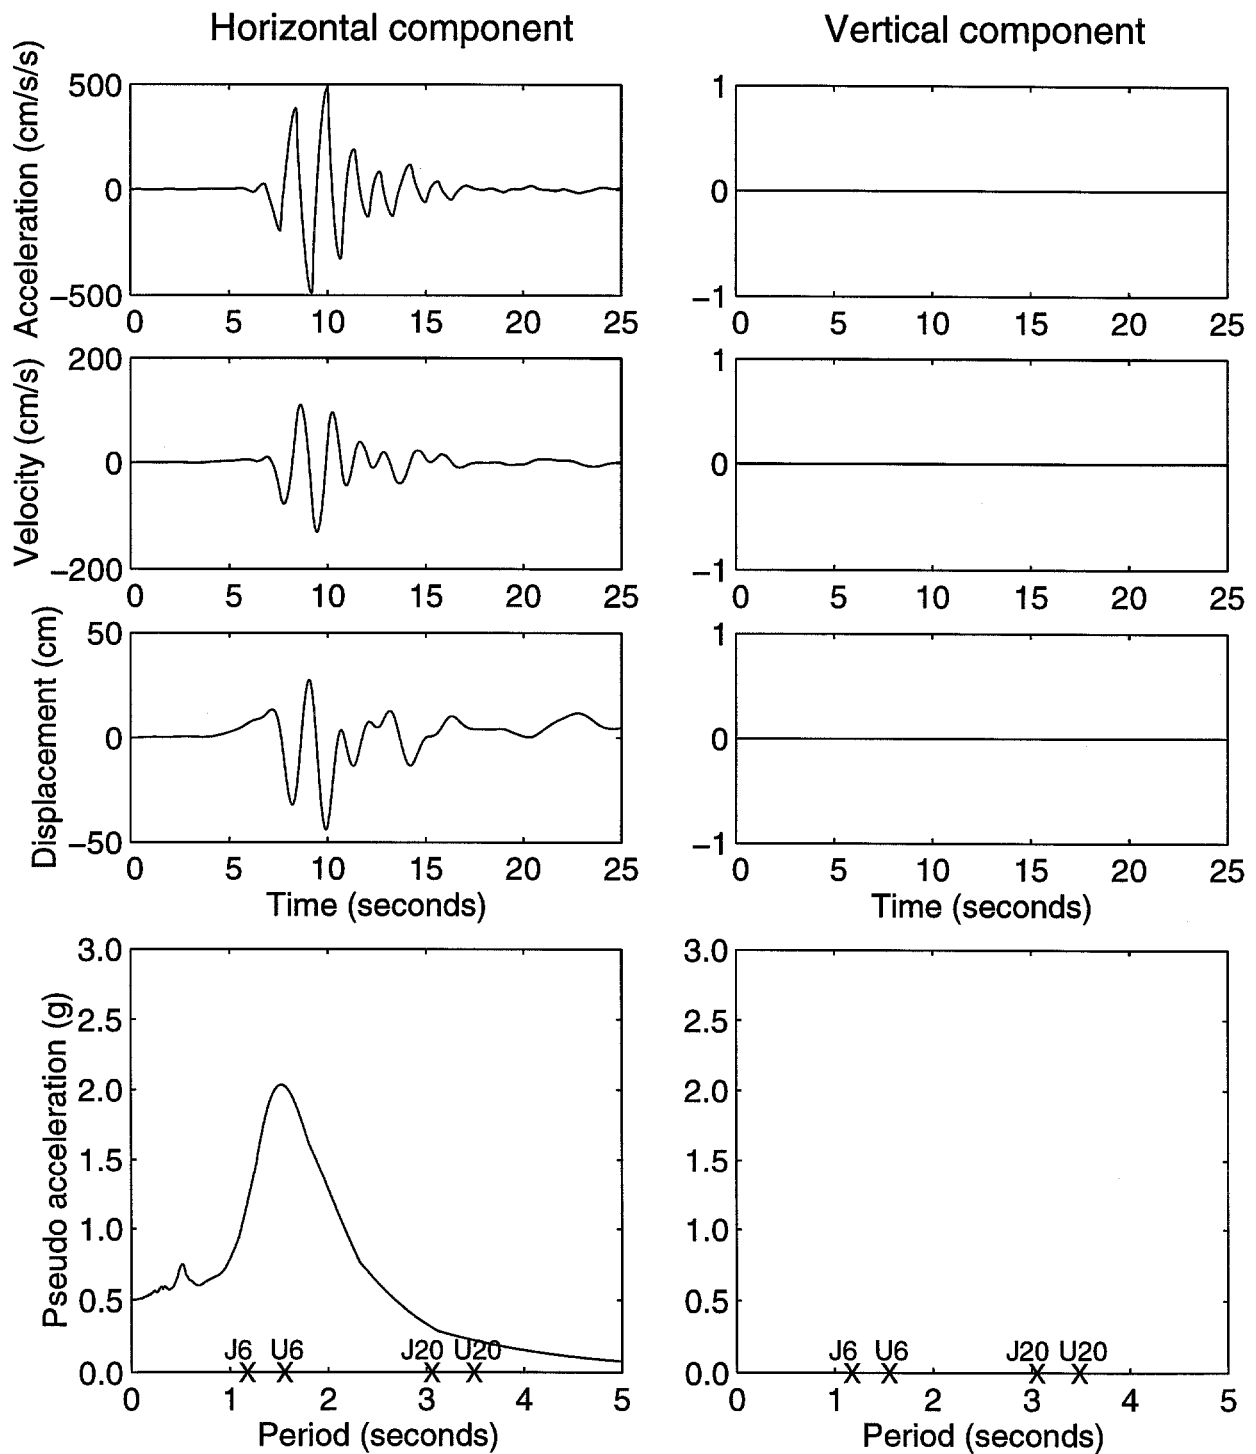 Horizontal component
Vertical component
Acceleration (cm/s/s)
500
0
−500
0 5 10 15 20 25
1
0
−1
0 5 10 15 20 25
Velocity (cm/s)
200
0
−200
0 5 10 15 20 25
1
0
−1
0 5 10 15 20 25
Displacement (cm)
50
0
−50
0 5 10 15 20 25
Time (seconds)
1
0
−1
0 5 10 15 20 25
Time (seconds)
Pseudo acceleration (g)
3.0
2.5
2.0
1.5
1.0
0.5
0.0
J6 U6 J20 U20
0 1 2 3 4 5
Period (seconds)
3.0
2.5
2.0
1.5
1.0
0.5
0.0
J6 U6 J20 U20
0 1 2 3 4 5
Period (seconds)